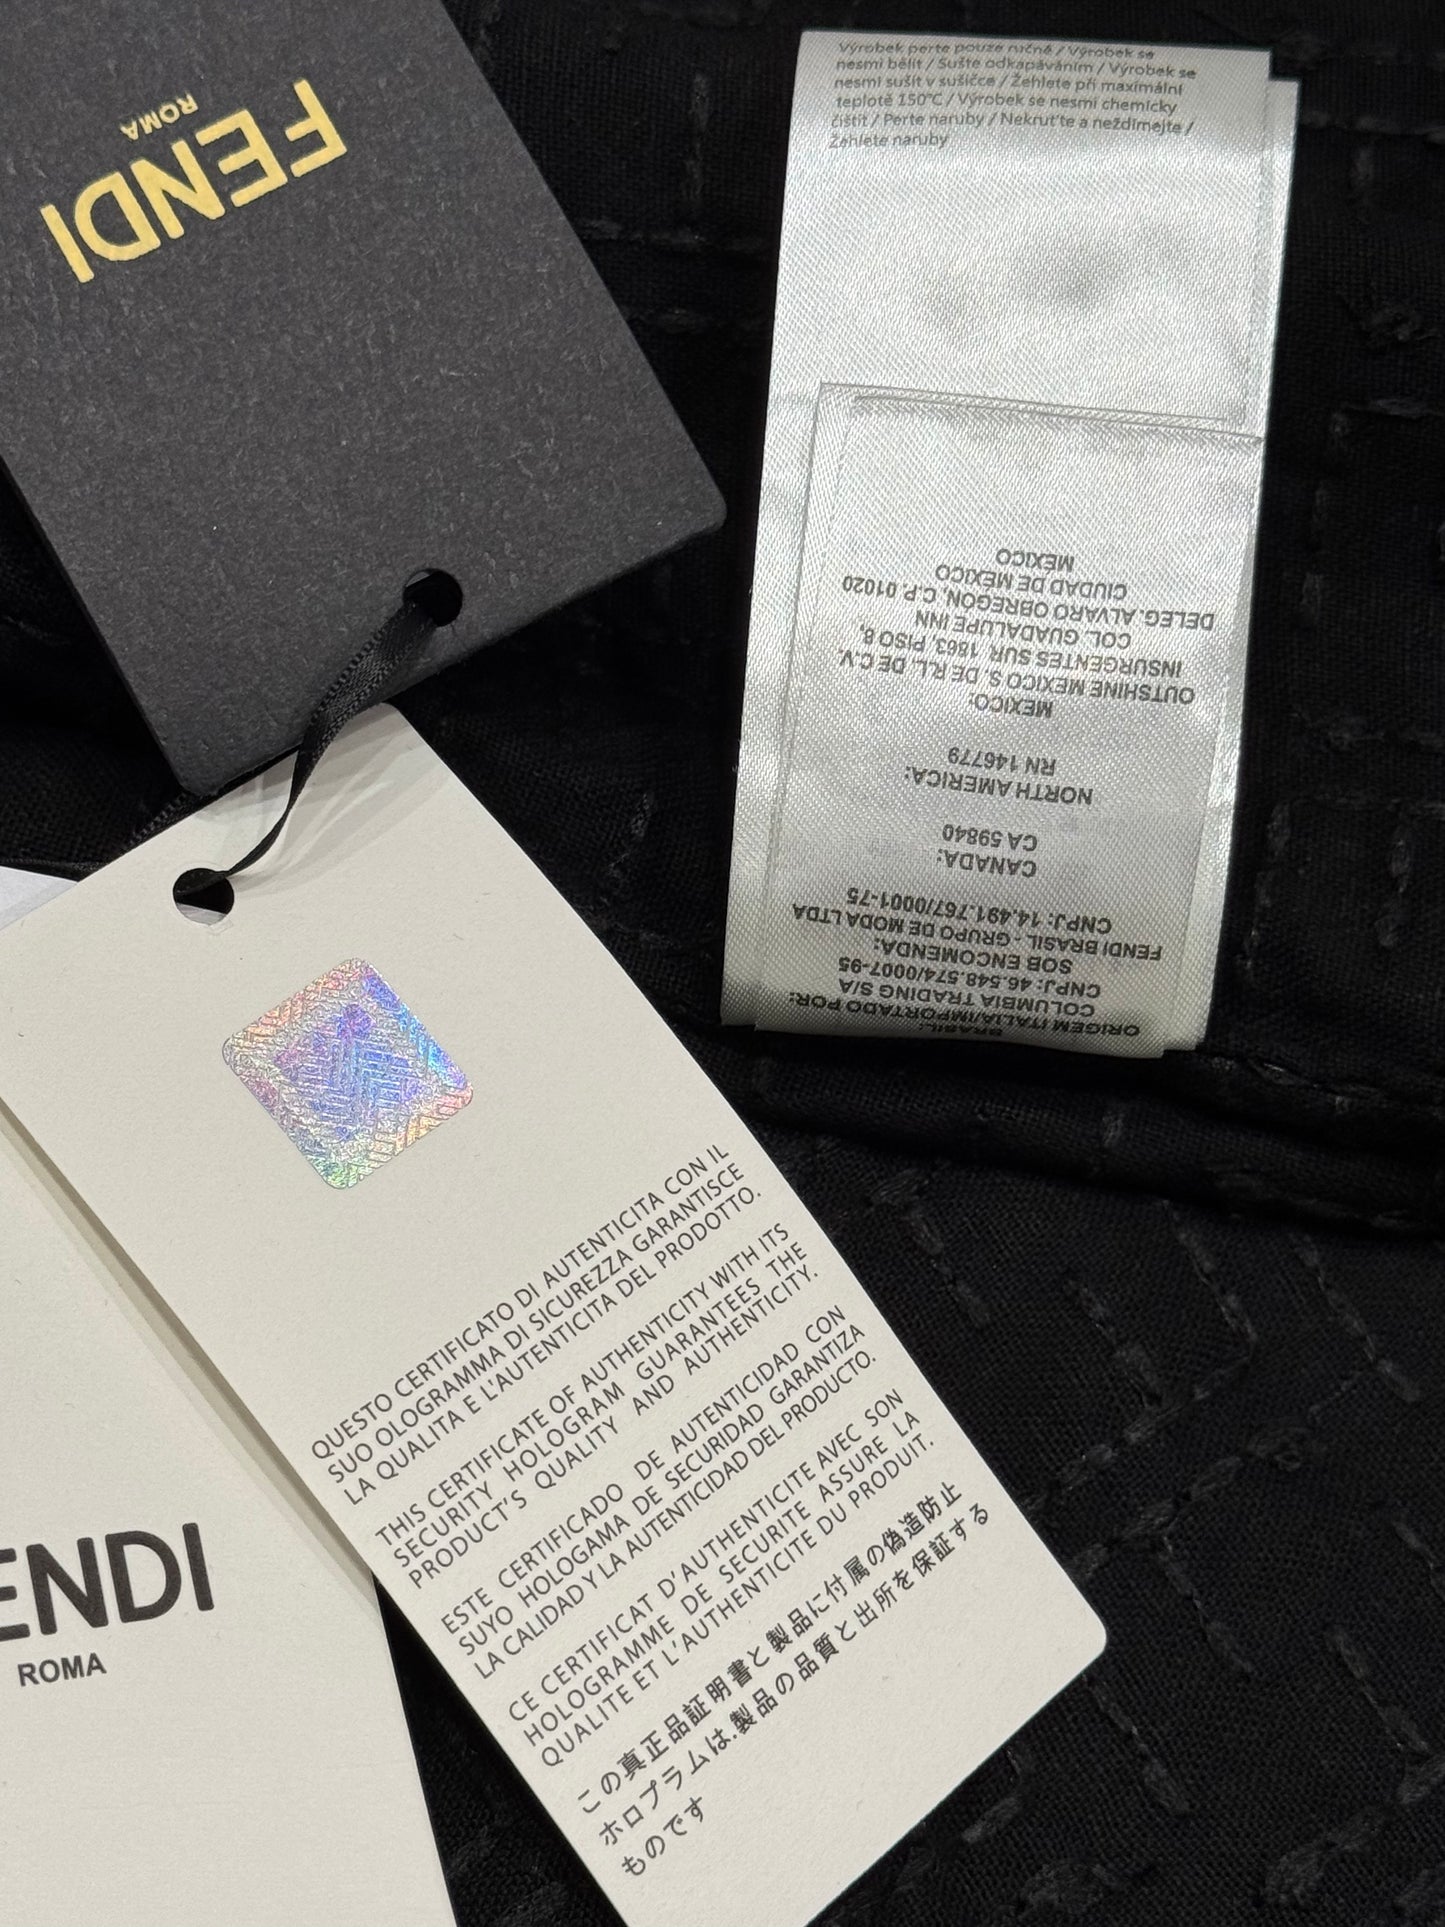 FENDI
ROMA
Výrobek perte pouze ručně / Výrobek se
nesmí bělit / Sušte odkapáváním / Výrobek se
nesmí sušit v sušičce / Žehlete při maximální
teplotě 150°C / Výrobek se nesmí chemicky
čistit / Perte naruby / Nekruťte a neždímejte /
Žehlete naruby
BRASIL:
ORIGEM ITALIA/IMPORTADO POR:
COLUMBIA TRADING S/A
CNPJ: 46.548.574/0007-95
SOB ENCOMENDA:
FENDI BRASIL - GRUPO DE MODA LTDA
CNPJ: 14.491.767/0001-75
CANADA:
CA 59840
NORTH AMERICA:
RN 146779
MEXICO:
OUTSHINE MEXICO S. DE R.L. DE C.V.
INSURGENTES SUR 1863, PISO 8,
COL. GUADALUPE INN
DELEG. ALVARO OBREGON, C.P. 01020
CIUDAD DE MEXICO
MEXICO
QUESTO CERTIFICATO DI AUTENTICITA CON IL
SUO OLOGRAMMA DI SICUREZZA GARANTISCE
LA QUALITA E L'AUTENTICITA DEL PRODOTTO.
THIS CERTIFICATE OF AUTHENTICITY WITH ITS
SECURITY HOLOGRAM GUARANTEES THE
PRODUCT'S QUALITY AND AUTHENTICITY.
ESTE CERTIFICADO DE AUTENTICIDAD CON
SUYO HOLOGAMA DE SECURIDAD GARANTIZA
LA CALIDAD Y LA AUTENTICIDAD DEL PRODUCTO.
CE CERTIFICAT D'AUTHENTICITE AVEC SON
HOLOGRAMME DE SECURITE ASSURE LA
QUALITE ET L'AUTHENTICITE DU PRODUIT.
この真正品証明書と製品に付属の偽造防止
ホロプラムは.製品の品質と出所を保証する
ものです
ENDI
ROMA